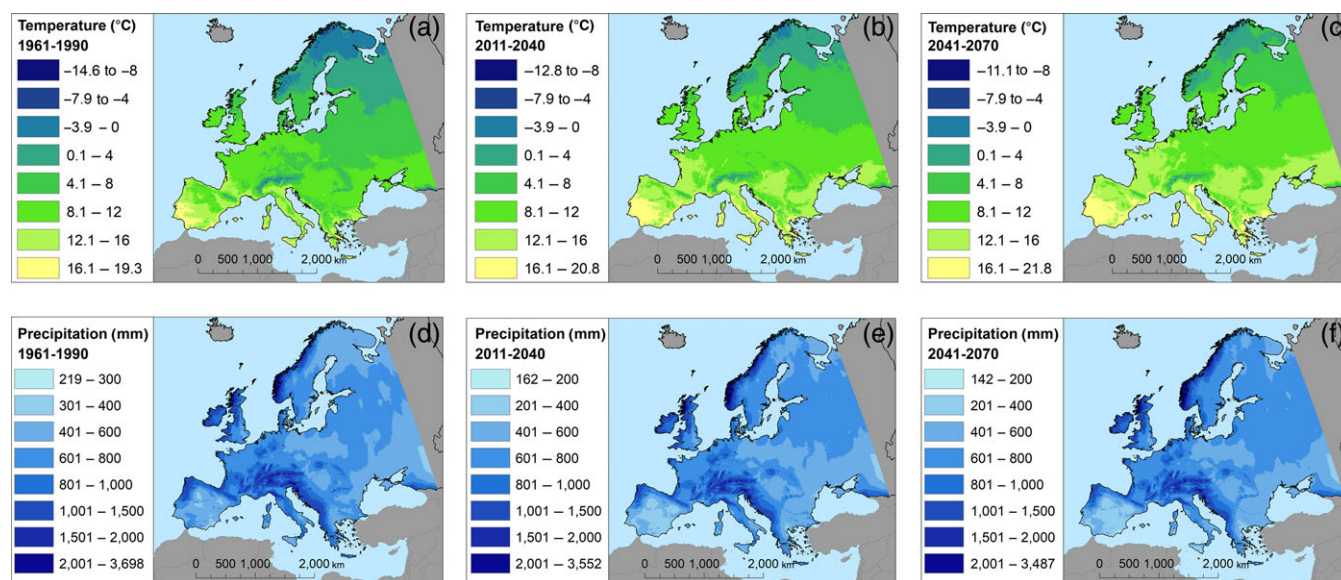 Temperature (°C)
1961-1990
–14.6 to –8
–7.9 to –4
–3.9 – 0
0.1 – 4
4.1 – 8
8.1 – 12
12.1 – 16
16.1 – 19.3
(a)
0 500 1,000 2,000 km
Temperature (°C)
2011-2040
–12.8 to –8
–7.9 to –4
–3.9 – 0
0.1 – 4
4.1 – 8
8.1 – 12
12.1 – 16
16.1 – 20.8
(b)
0 500 1,000 2,000 km
Temperature (°C)
2041-2070
–11.1 to –8
–7.9 to –4
–3.9 – 0
0.1 – 4
4.1 – 8
8.1 – 12
12.1 – 16
16.1 – 21.8
(c)
0 500 1,000 2,000 km
Precipitation (mm)
1961-1990
219 – 300
301 – 400
401 – 600
601 – 800
801 – 1,000
1,001 – 1,500
1,501 – 2,000
2,001 – 3,698
(d)
0 500 1,000 2,000 km
Precipitation (mm)
2011-2040
162 – 200
201 – 400
401 – 600
601 – 800
801 – 1,000
1,001 – 1,500
1,501 – 2,000
2,001 – 3,552
(e)
0 500 1,000 2,000 km
Precipitation (mm)
2041-2070
142 – 200
201 – 400
401 – 600
601 – 800
801 – 1,000
1,001 – 1,500
1,501 – 2,000
2,001 – 3,487
(f)
0 500 1,000 2,000 km